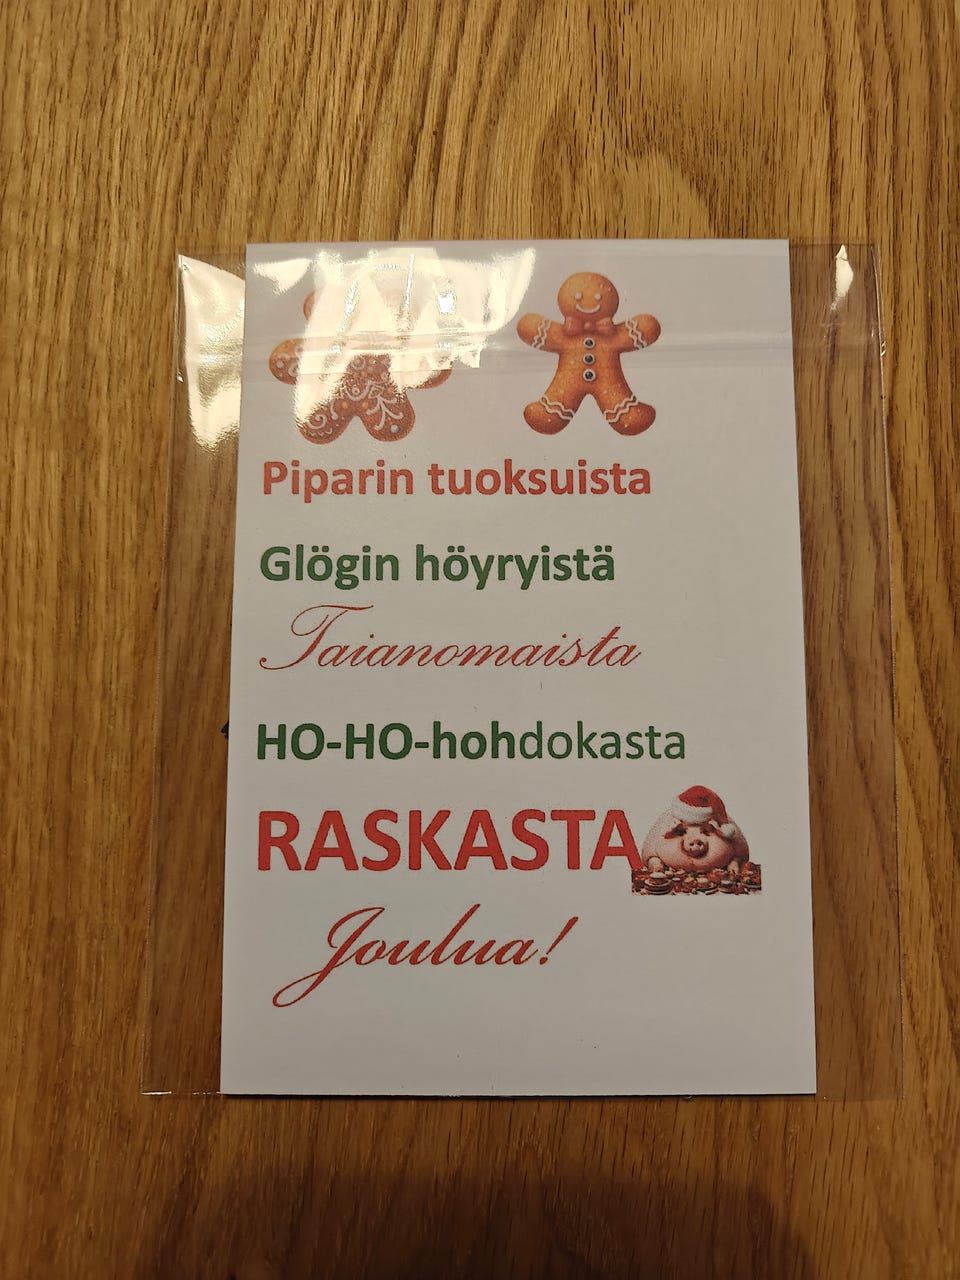 Piparin tuoksuista
Glögin höyryistä
Taianomaista
HO-HO-hohdokasta
RASKASTA
Joulua!